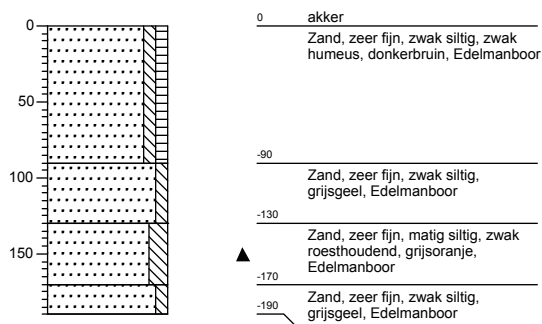 0
50
100
150
0 akker
Zand, zeer fijn, zwak siltig, zwak
humeus, donkerbruin, Edelmanboor
-90
Zand, zeer fijn, zwak siltig,
grijsgeel, Edelmanboor
-130
Zand, zeer fijn, matig siltig, zwak
roesthoudend, grijsoranje,
Edelmanboor
-170
Zand, zeer fijn, zwak siltig,
grijsgeel, Edelmanboor
-190